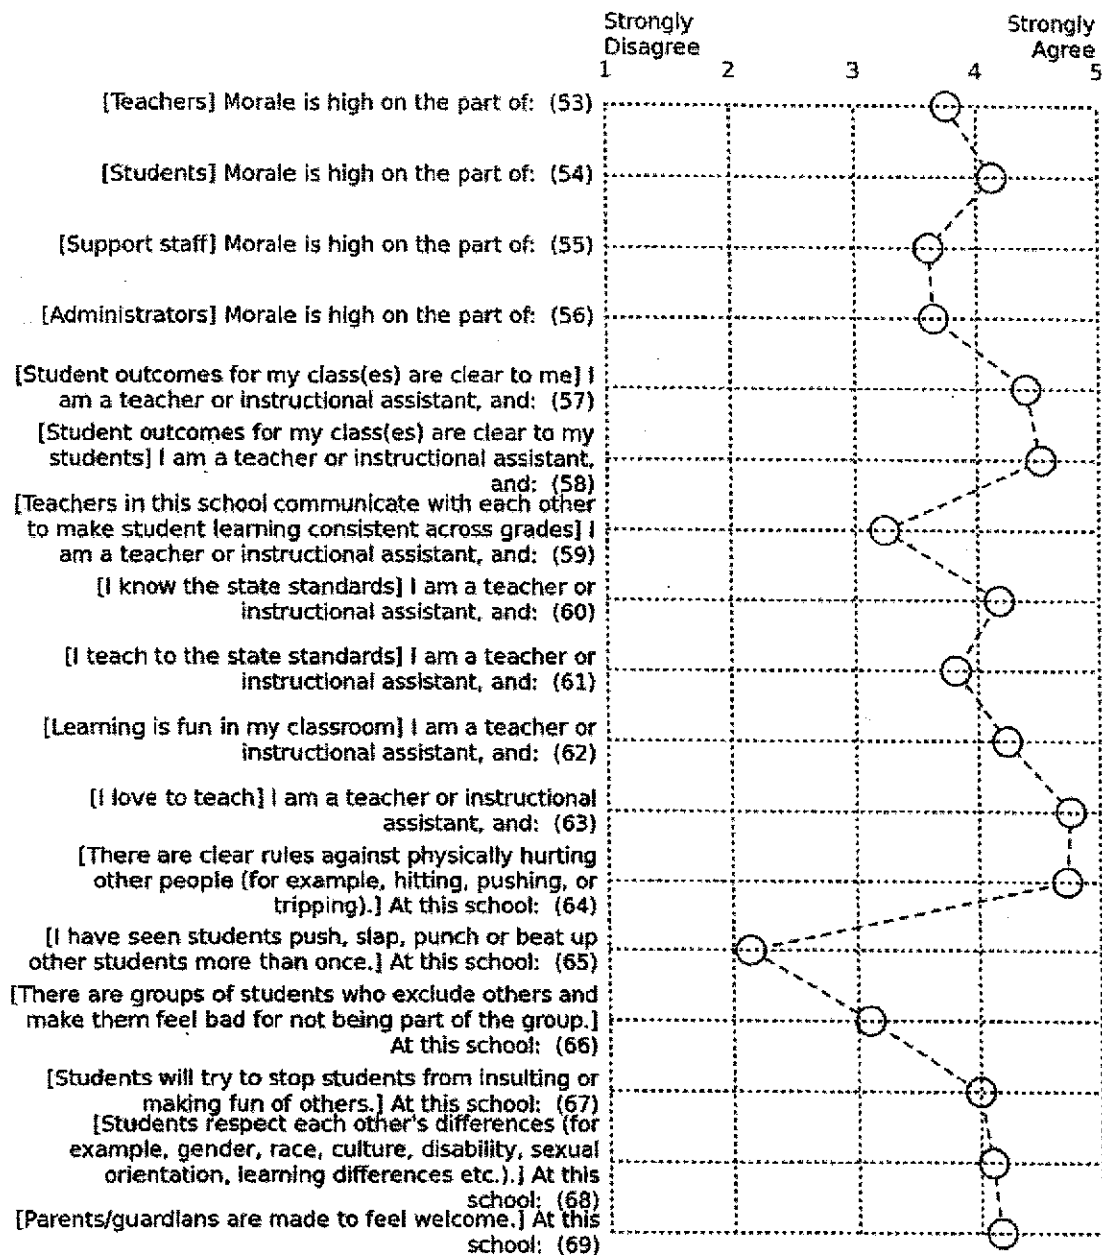 Strongly Disagree
Strongly Agree
1 2 3 4 5
[Teachers] Morale is high on the part of: (53)
[Students] Morale is high on the part of: (54)
[Support staff] Morale is high on the part of: (55)
[Administrators] Morale is high on the part of: (56)
[Student outcomes for my class(es) are clear to me] I
am a teacher or instructional assistant, and: (57)
[Student outcomes for my class(es) are clear to my
students] I am a teacher or instructional assistant,
and: (58)
[Teachers in this school communicate with each other
to make student learning consistent across grades] I
am a teacher or instructional assistant, and: (59)
[I know the state standards] I am a teacher or
instructional assistant, and: (60)
[I teach to the state standards] I am a teacher or
instructional assistant, and: (61)
[Learning is fun in my classroom] I am a teacher or
instructional assistant, and: (62)
[I love to teach] I am a teacher or instructional
assistant, and: (63)
[There are clear rules against physically hurting
other people (for example, hitting, pushing, or
tripping).] At this school: (64)
[I have seen students push, slap, punch or beat up
other students more than once.] At this school: (65)
[There are groups of students who exclude others and
make them feel bad for not being part of the group.]
At this school: (66)
[Students will try to stop students from insulting or
making fun of others.] At this school: (67)
[Students respect each other's differences (for
example, gender, race, culture, disability, sexual
orientation, learning differences etc.).] At this
school: (68)
[Parents/guardians are made to feel welcome.] At this
school: (69)